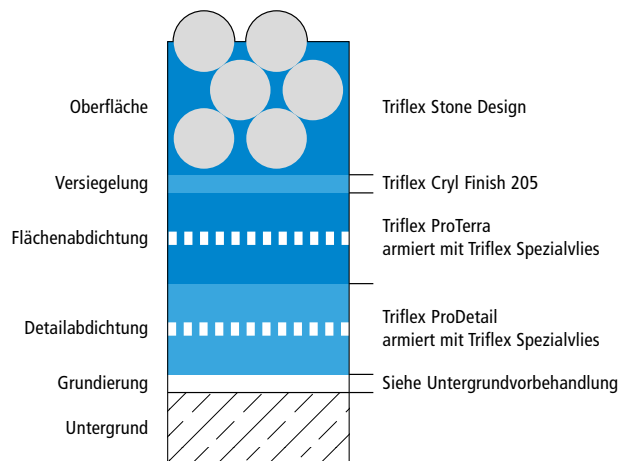 Oberfläche
Triflex Stone Design
Versiegelung
Triflex Cryl Finish 205
Flächenabdichtung
Triflex ProTerra
armiert mit Triflex Spezialvlies
Detailabdichtung
Triflex ProDetail
armiert mit Triflex Spezialvlies
Grundierung
Siehe Untergrundvorbehandlung
Untergrund